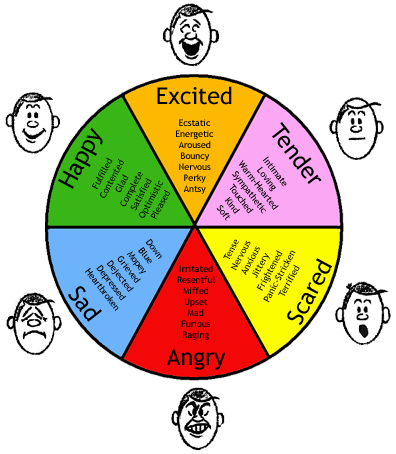 Excited
Ecstatic
Energetic
Aroused
Bouncy
Nervous
Perky
Antsy
Tender
Intimate
Loving
Warm-Hearted
Sympathetic
Touched
Kind
Soft
Scared
Tense
Nervous
Anxious
Jittery
Frightened
Panic-Stricken
Terrified
Angry
Irritated
Resentful
Miffed
Upset
Mad
Furious
Raging
Sad
Down
Blue
Mopey
Grieved
Dejected
Depressed
Heartbroken
Happy
Fulfilled
Contented
Glad
Complete
Satisfied
Optimistic
Pleased